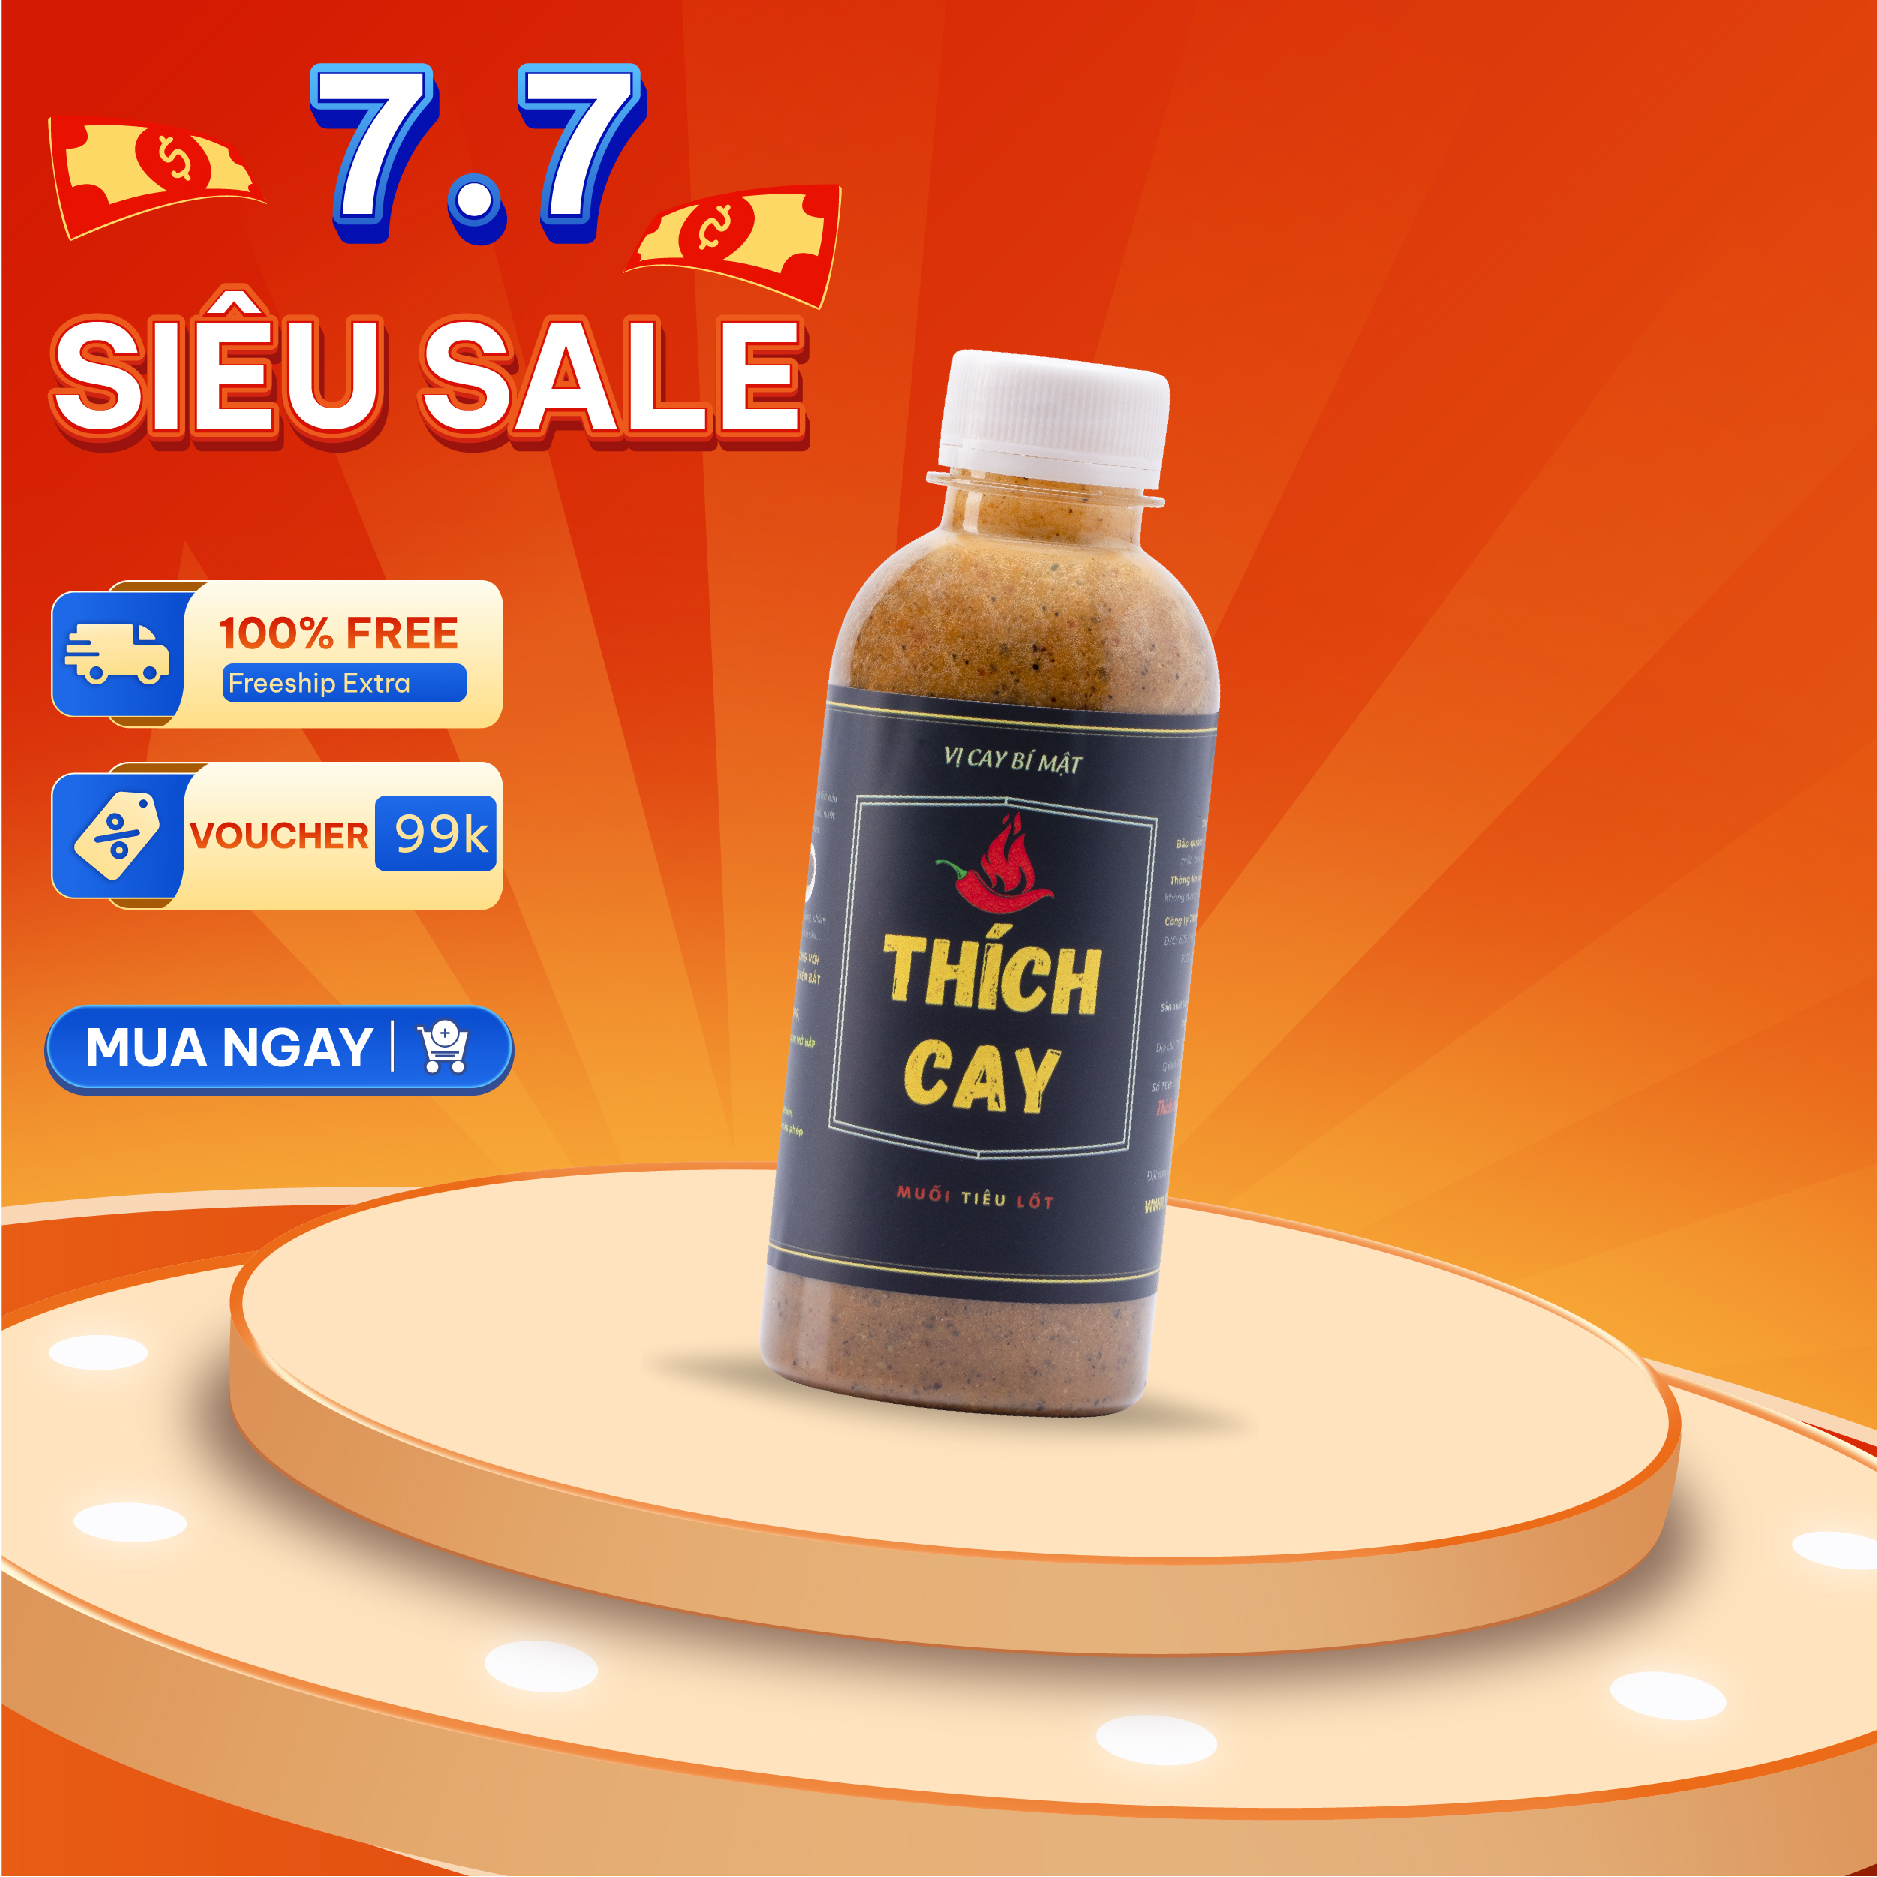 7.7
SIÊU SALE
100% FREE
Freeship Extra
VOUCHER 99k
MUA NGAY
VỊ CAY BÍ MẬT
THÍCH
CAY
MUỐI TIÊU LỐT